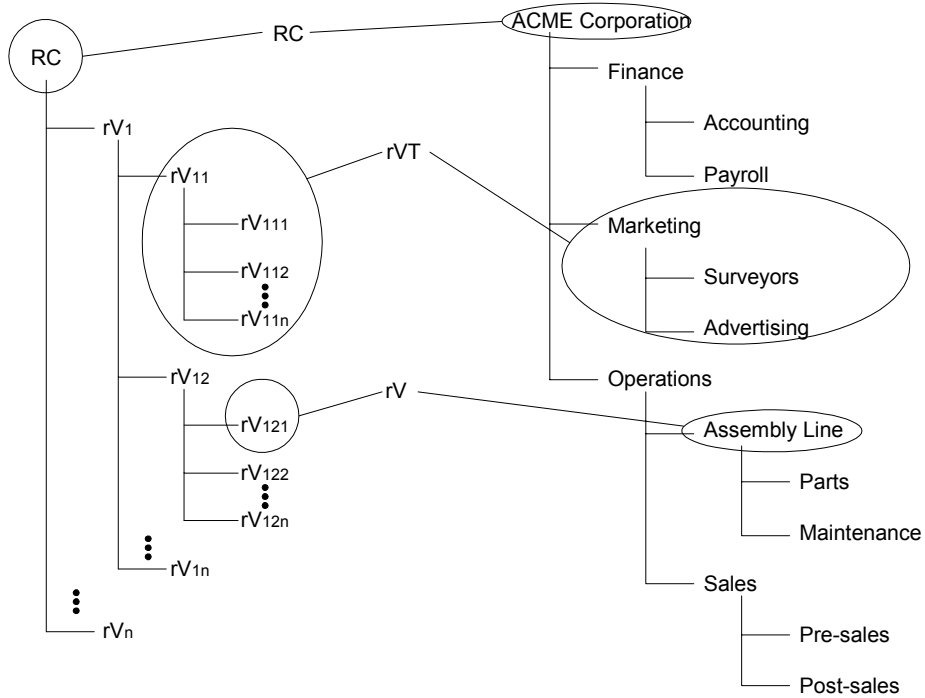 RC
rV1
rV11
rV111
rV112
rV11n
rV12
rV121
rV122
rV12n
rV1n
rVn
RC
rVT
rV
ACME Corporation
Finance
Accounting
Payroll
Marketing
Surveyors
Advertising
Operations
Assembly Line
Parts
Maintenance
Sales
Pre-sales
Post-sales